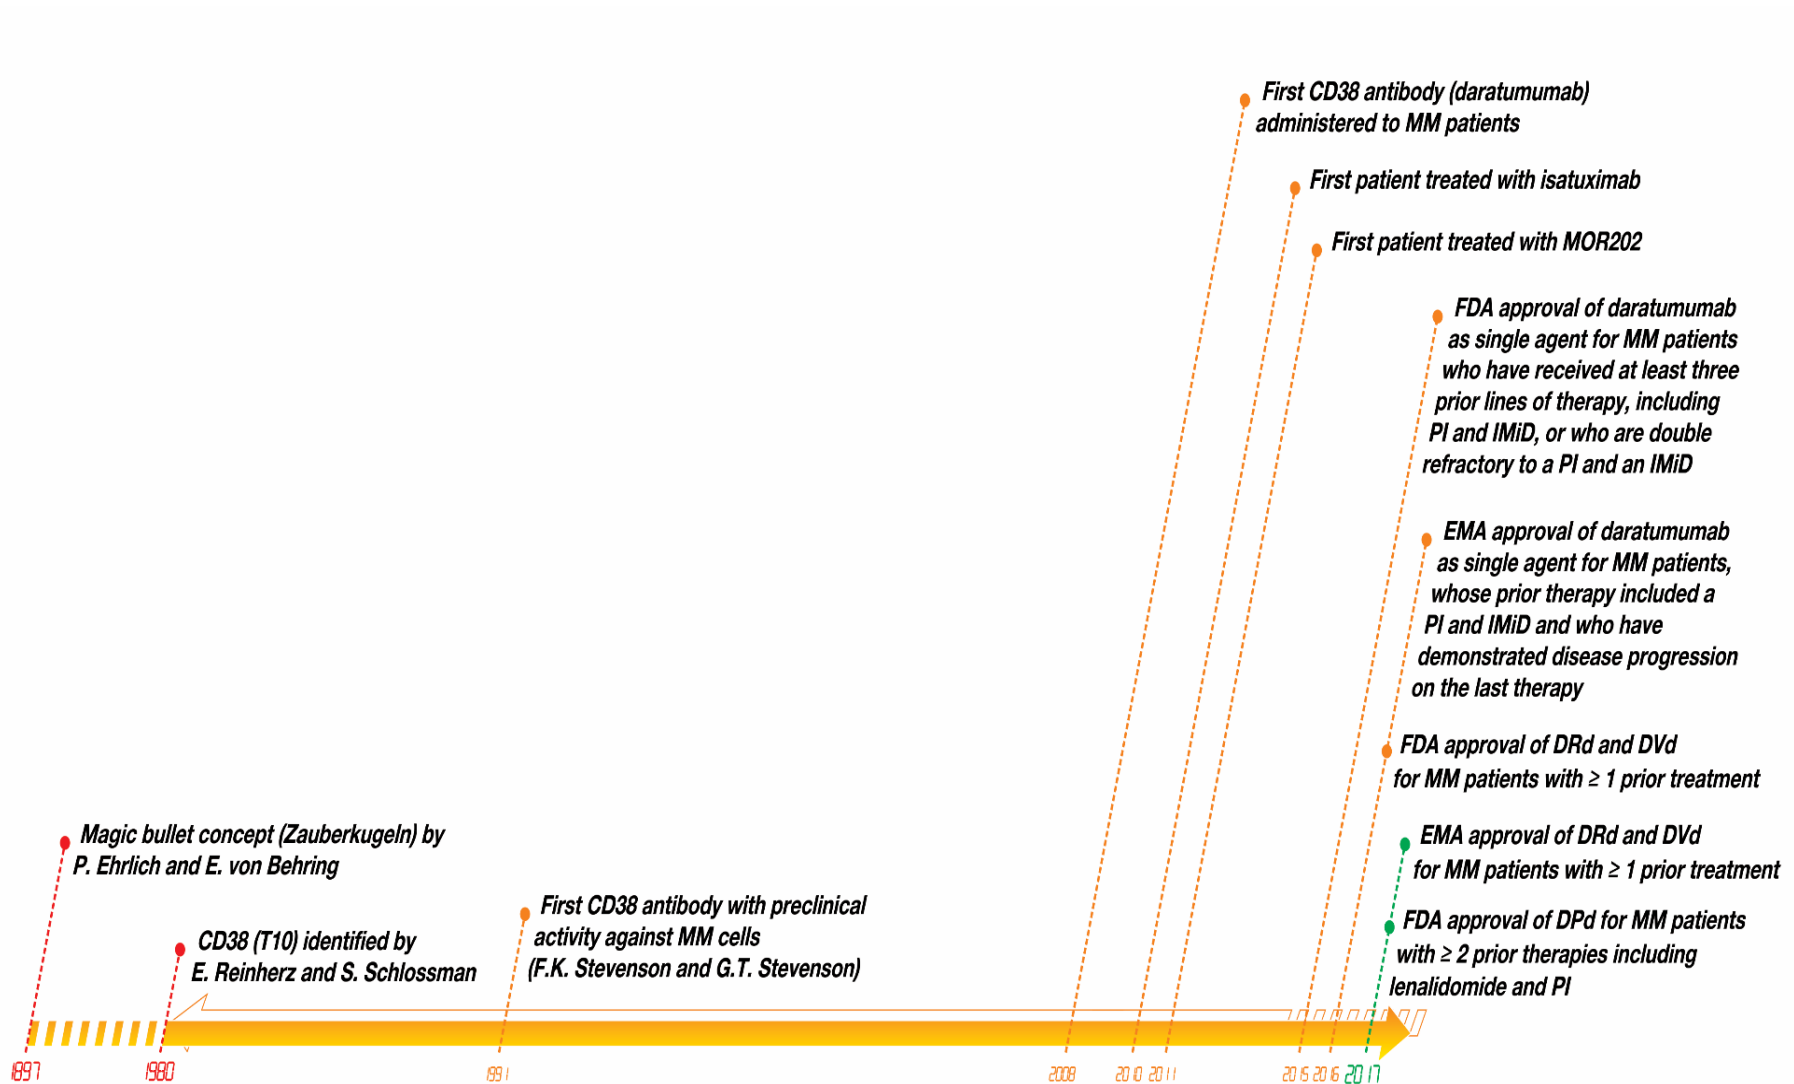 First CD38 antibody (daratumumab)
administered to MM patients
First patient treated with isatuximab
First patient treated with MOR202
FDA approval of daratumumab
as single agent for MM patients
who have received at least three
prior lines of therapy, including
PI and IMiD, or who are double
refractory to a PI and an IMiD
EMA approval of daratumumab
as single agent for MM patients,
whose prior therapy included a
PI and IMiD and who have
demonstrated disease progression
on the last therapy
FDA approval of DRd and DVd
for MM patients with ≥ 1 prior treatment
Magic bullet concept (Zauberkugeln) by
P. Ehrlich and E. von Behring
EMA approval of DRd and DVd
for MM patients with ≥ 1 prior treatment
CD38 (T10) identified by
E. Reinherz and S. Schlossman
First CD38 antibody with preclinical
activity against MM cells
(F.K. Stevenson and G.T. Stevenson)
FDA approval of DPd for MM patients
with ≥ 2 prior therapies including
lenalidomide and PI
1897
1980
1991
2008
2010
2011
2015
2016
2017